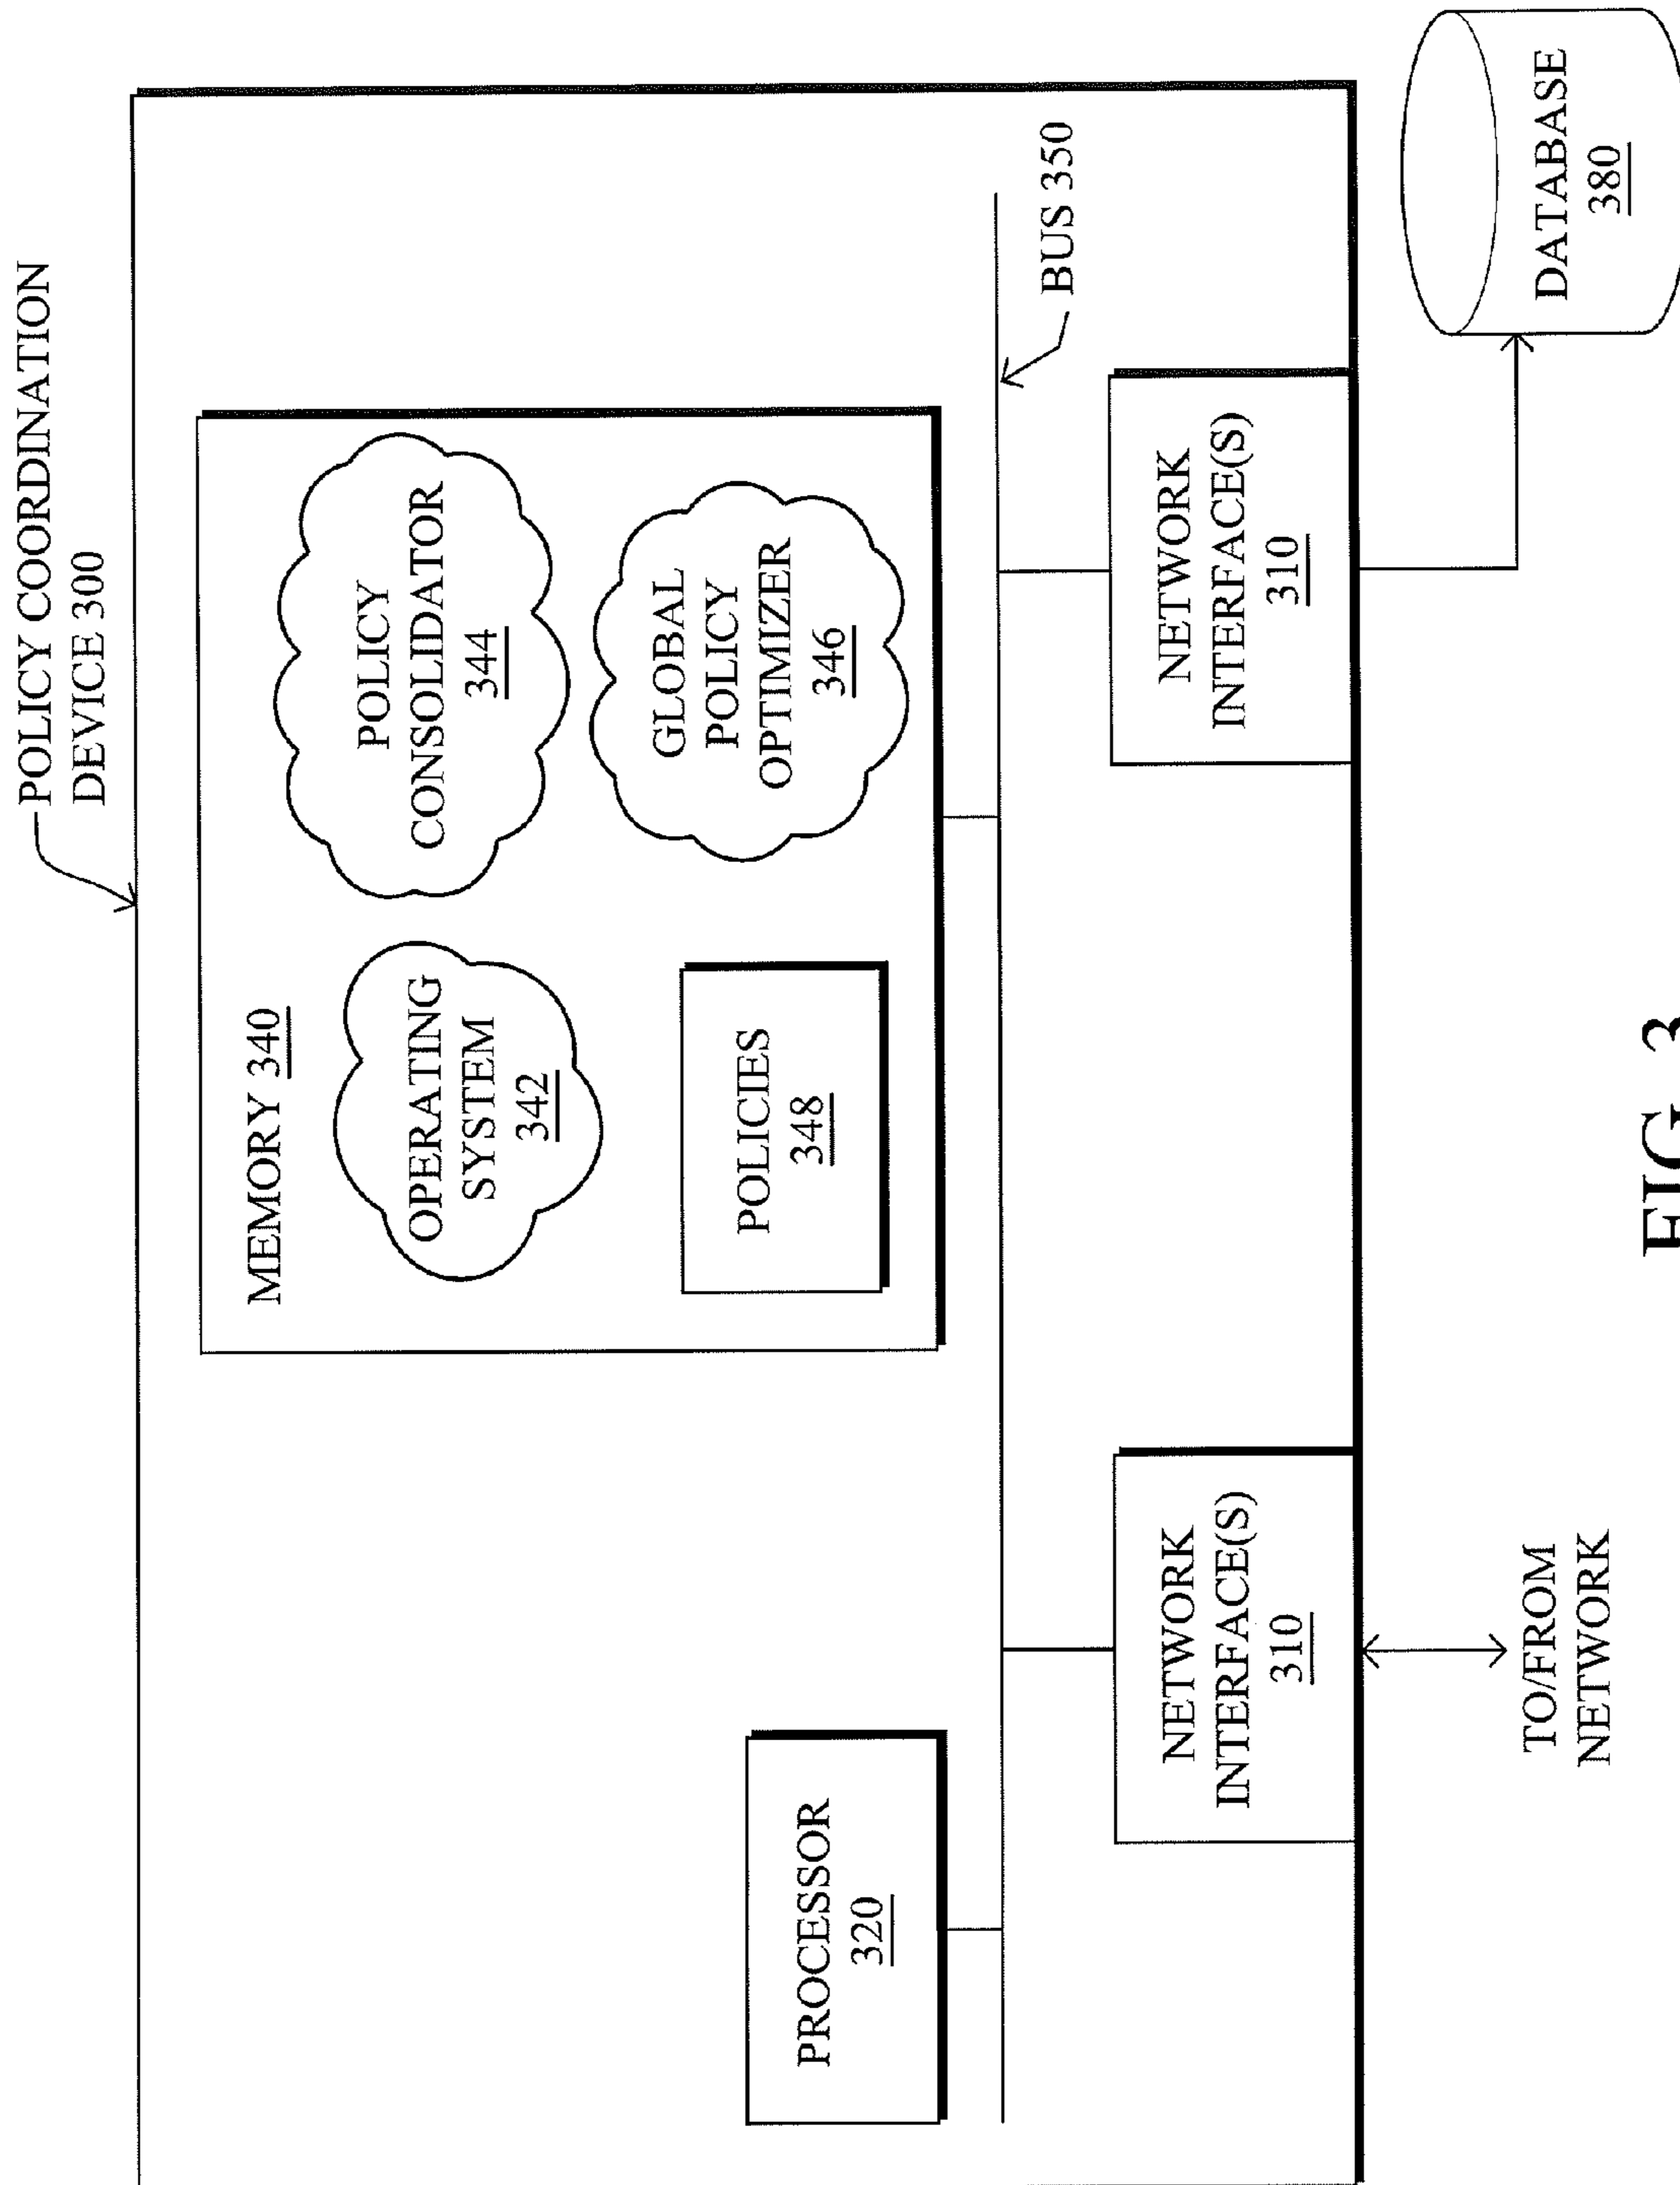 POLICY COORDINATION
DEVICE 300
MEMORY 340
OPERATING
SYSTEM
342
POLICY
CONSOLIDATOR
344
POLICIES
348
GLOBAL
POLICY
OPTIMIZER
346
PROCESSOR
320
BUS 350
NETWORK
INTERFACE(S)
310
NETWORK
INTERFACE(S)
310
TO/FROM
NETWORK
DATABASE
380
FIG. 3